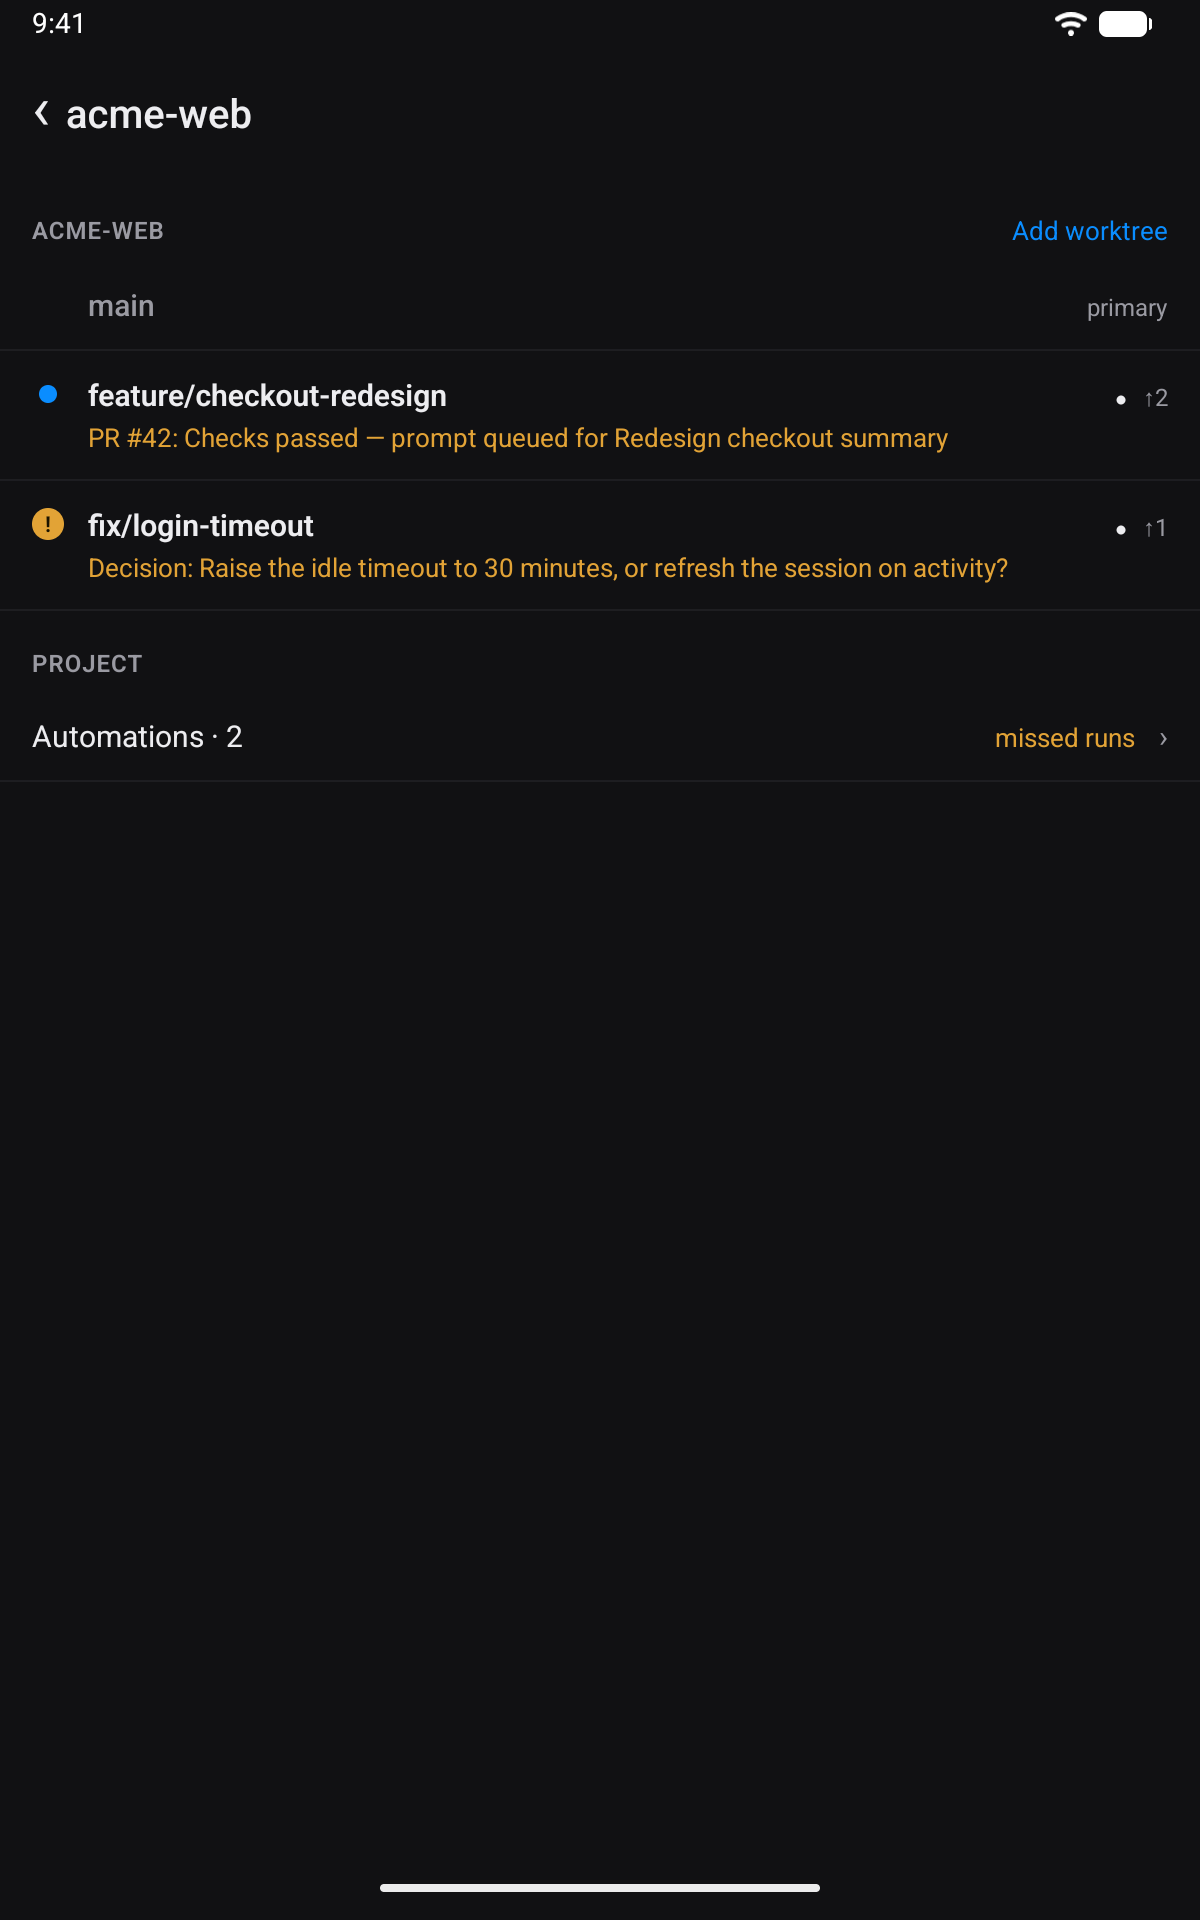 9:41
‹ acme-web
ACME-WEB Add worktree
main primary
feature/checkout-redesign • ↑2
PR #42: Checks passed — prompt queued for Redesign checkout summary
! fix/login-timeout • ↑1
Decision: Raise the idle timeout to 30 minutes, or refresh the session on activity?
PROJECT
Automations · 2 missed runs ›